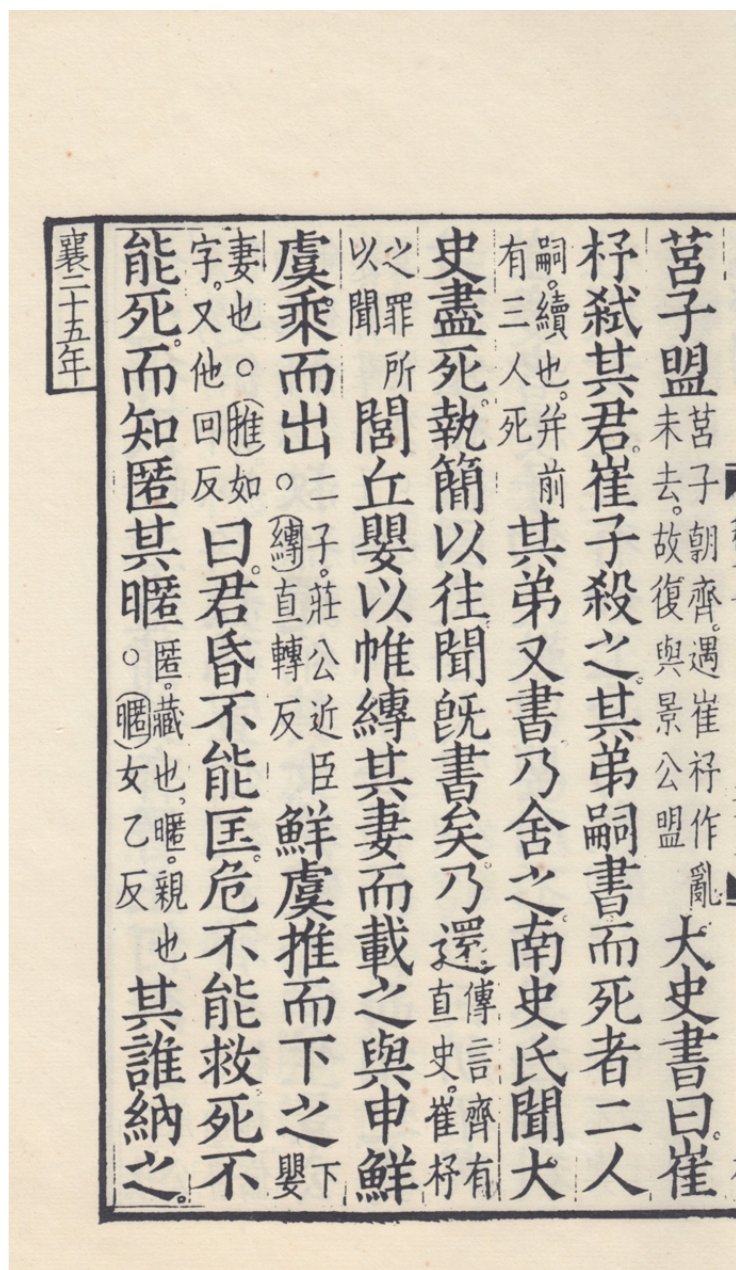 莒子盟莒子朝齊。遇崔杼作亂未去。故復與景公盟大史書曰。崔
杼弑其君。崔子殺之。其弟嗣書而死者二人
嗣。續也。幷前有三人死其弟又書。乃舍之。南史氏聞大
史盡死。執簡以往。聞旣書矣。乃還。傳言齊有直史。崔杼
之罪所以聞閭丘嬰以帷縳其妻而載之與申鮮
虞乘而出二子。莊公近臣○縳直轉反鮮虞推而下之下嬰
妻也○推如字。又他回反曰。君昏不能匡。危不能救死不
能死。而知匿其暱匿。藏也。暱。親也○暱女乙反其誰納之。
襄二十五年